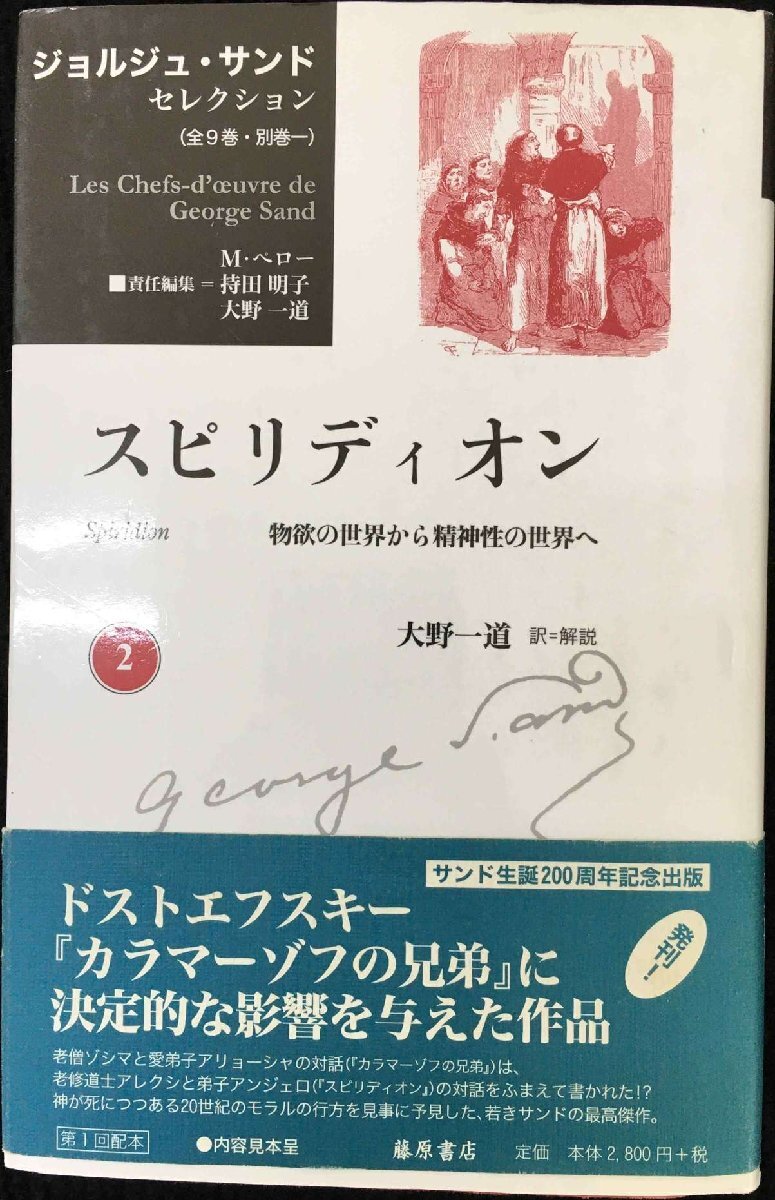 ジョルジュ・サンド
セレクション
(全9巻・別巻一)
Les Chefs-d'œuvre de
George Sand
M・ペロー
■責任編集＝持田 明子
大野 一道
スピリディオン
Spiridion
物欲の世界から精神性の世界へ
2
大野一道 訳=解説
George Sand
サンド生誕200周年記念出版
発刊！
ドストエフスキー
『カラマーゾフの兄弟』に
決定的な影響を与えた作品
老僧ゾシマと愛弟子アリョーシャの対話(『カラマーゾフの兄弟』)は、
老修道士アレクシと弟子アンジェロ(『スピリディオン』)の対話をふまえて書かれた!?
神が死につつある20世紀のモラルの行方を見事に予見した、若きサンドの最高傑作。
第1回配本 ●内容見本呈 藤原書店 定価 本体2,800円+税